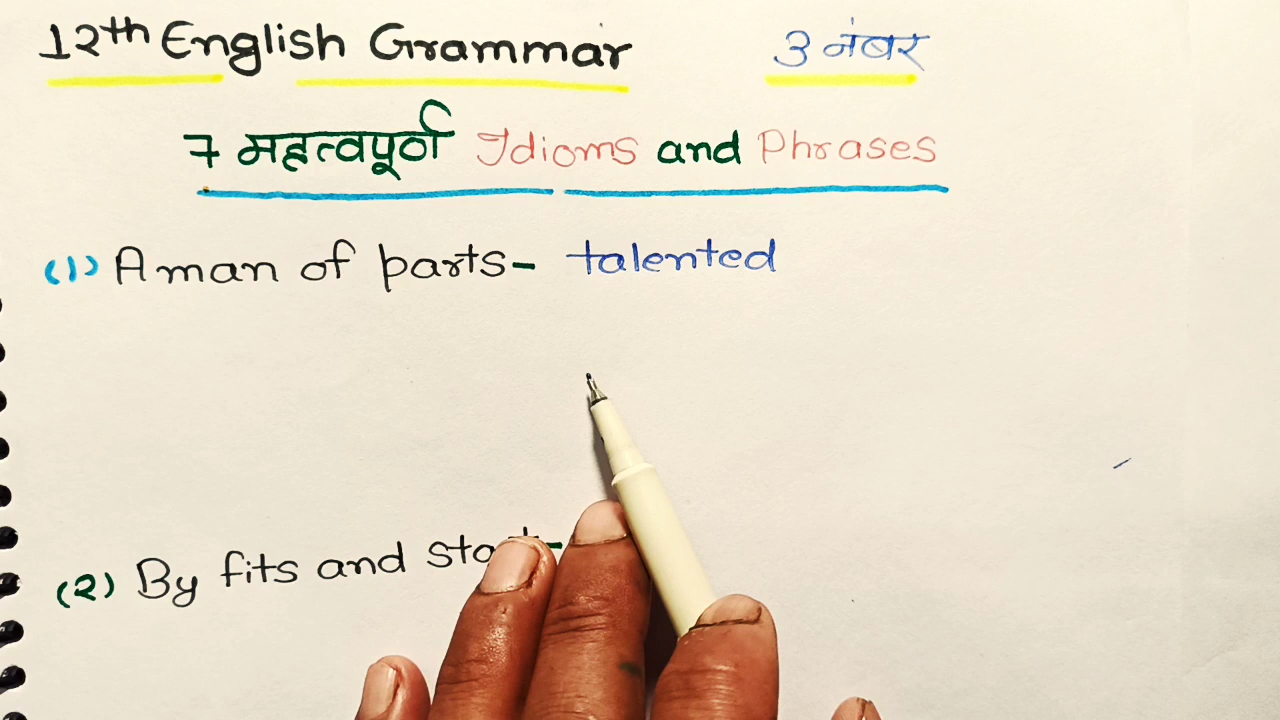 12th English Grammar 3 नंबर
7 महत्वपूर्ण Idioms and Phrases
(1) A man of parts - talented
(2) By fits and start -